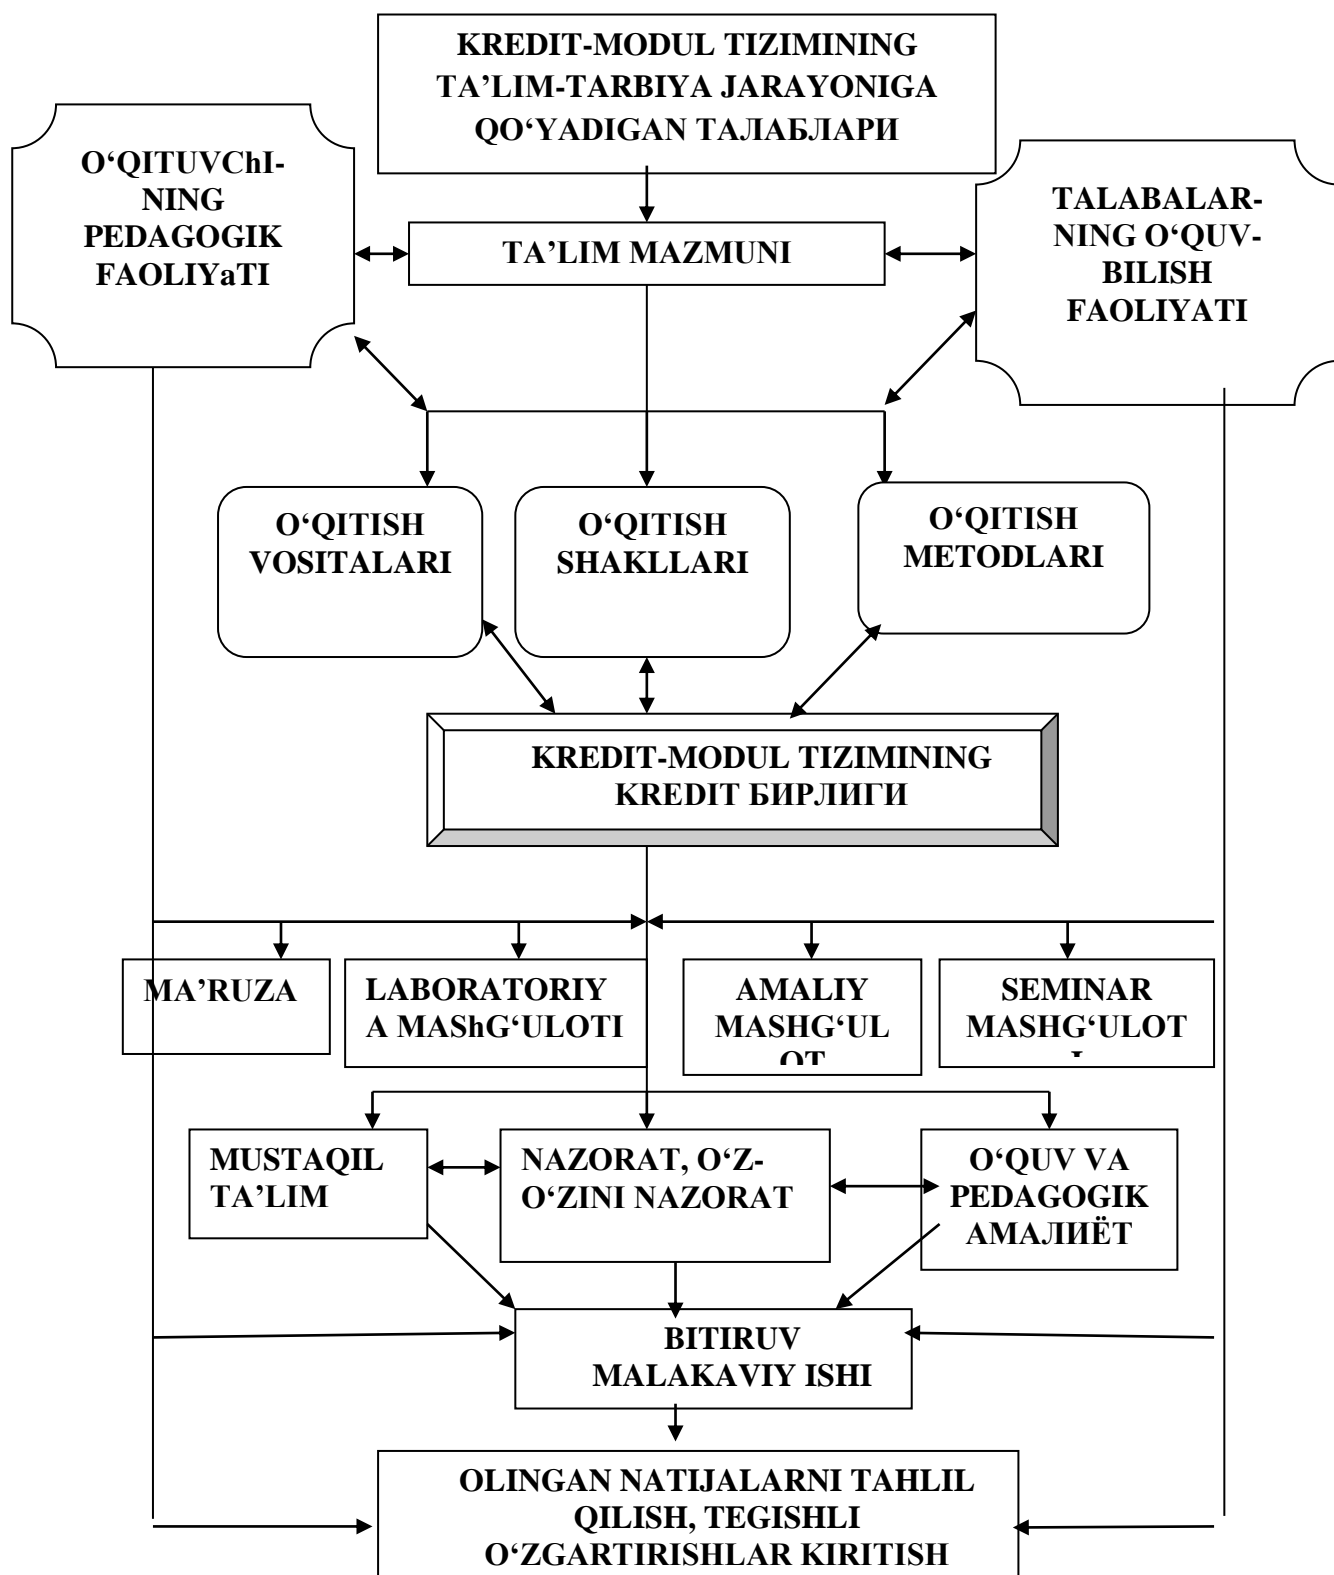 KREDIT-MODUL TIZIMINING
TA’LIM-TARBIYA JARAYONIGA
QO‘YADIGAN ТАЛАБЛАРИ
O‘QITUVChI-
NING
PEDAGOGIK
FAOLIYaTI
TA’LIM MAZMUNI
TALABALAR-
NING O‘QUV-
BILISH
FAOLIYATI
O‘QITISH
VOSITALARI
O‘QITISH
SHAKLLARI
O‘QITISH
METODLARI
KREDIT-MODUL TIZIMINING
KREDIT БИРЛИГИ
MA’RUZA
LABORATORIY
A MAShG‘ULOTI
AMALIY
MASHG‘UL
OT
SEMINAR
MASHG‘ULOT
I
MUSTAQIL
TA’LIM
NAZORAT, O‘Z-
O‘ZINI NAZORAT
O‘QUV VA
PEDAGOGIK
АМАЛИЁТ
BITIRUV
MALAKAVIY ISHI
OLINGAN NATIJALARNI TAHLIL
QILISH, TEGISHLI
O‘ZGARTIRISHLAR KIRITISH